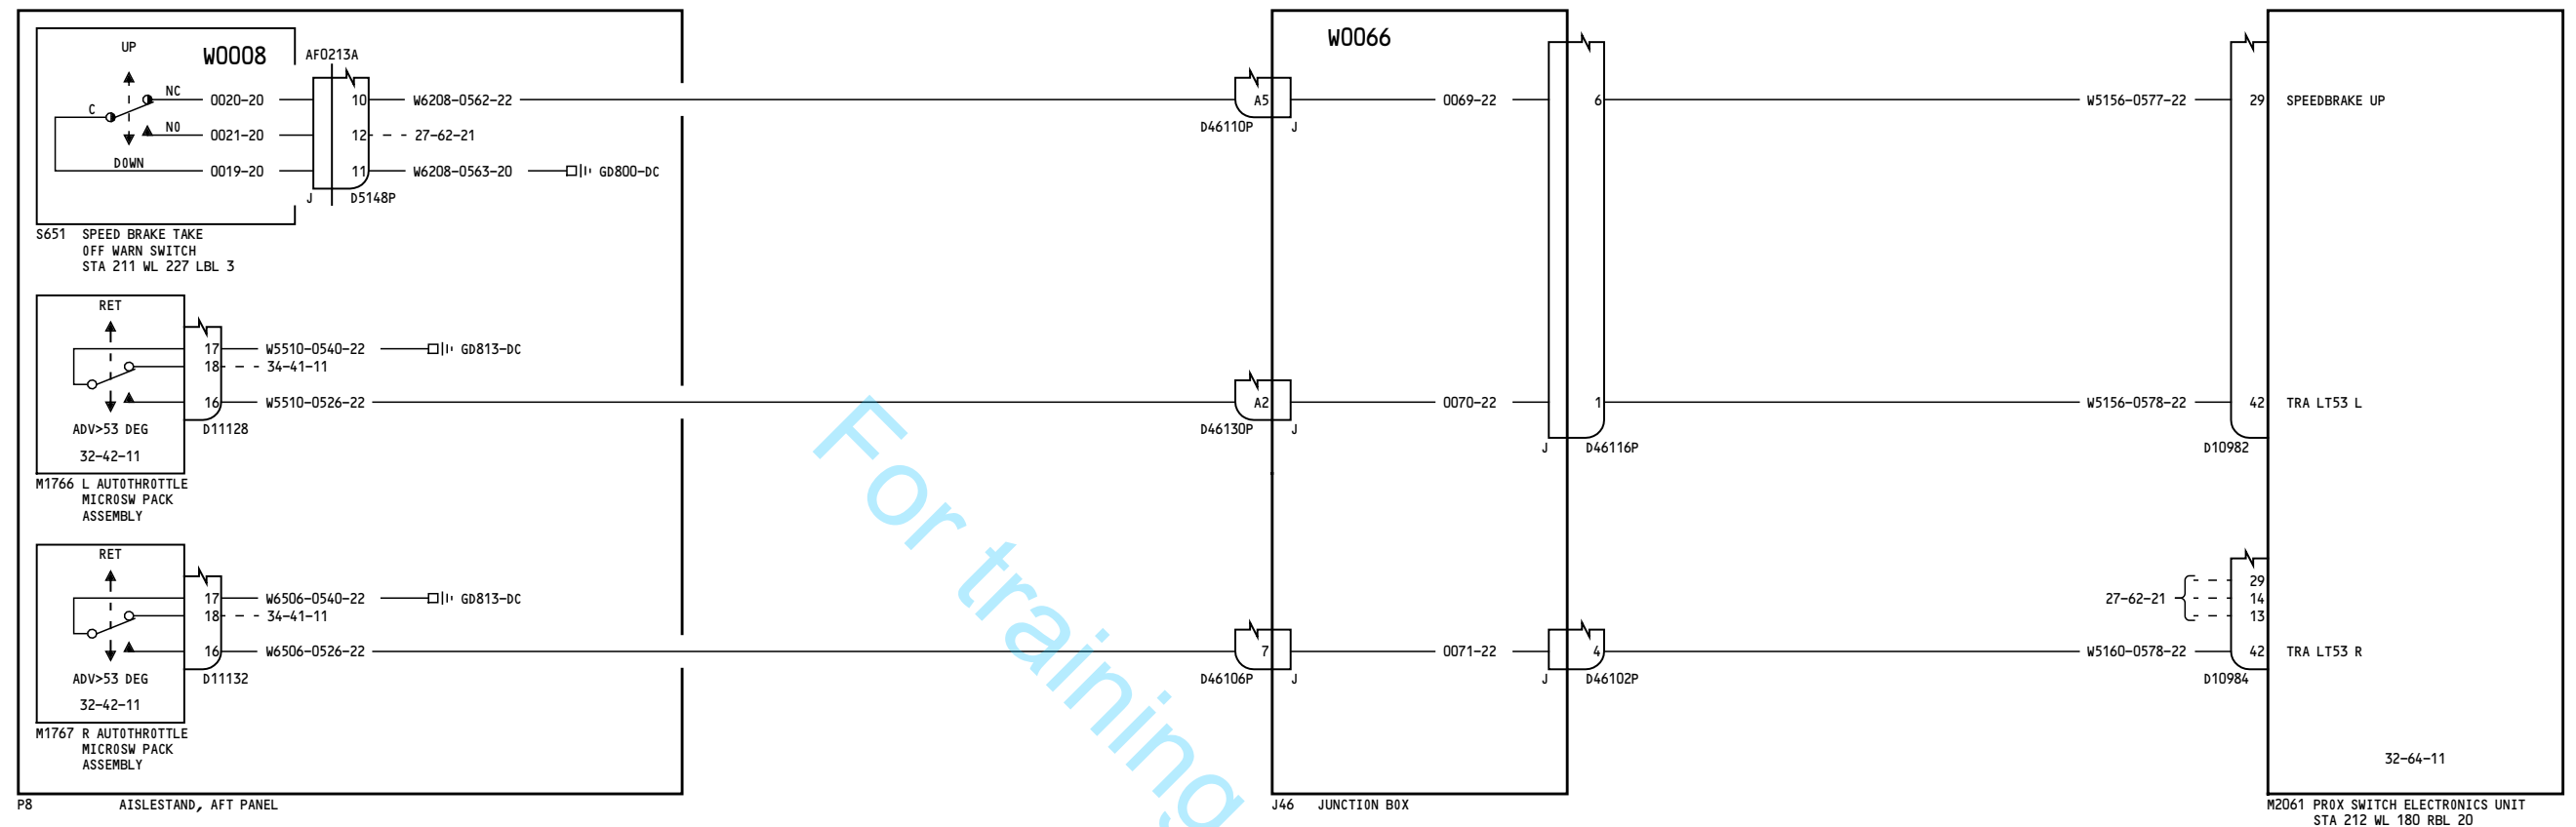 UP
W0008
AF0213A
NC
0020-20
10
W6208-0562-22
C
NO
0021-20
12
27-62-21
DOWN
0019-20
11
W6208-0563-20
GD800-DC
J
D5148P
S651 SPEED BRAKE TAKE
OFF WARN SWITCH
STA 211 WL 227 LBL 3
RET
17
W5510-0540-22
GD813-DC
18
34-41-11
16
W5510-0526-22
ADV>53 DEG
D11128
32-42-11
M1766 L AUTOTHROTTLE
MICROSW PACK
ASSEMBLY
RET
17
W6506-0540-22
GD813-DC
18
34-41-11
16
W6506-0526-22
ADV>53 DEG
D11132
32-42-11
M1767 R AUTOTHROTTLE
MICROSW PACK
ASSEMBLY
P8 AISLESTAND, AFT PANEL
For training
W0066
A5
0069-22
6
D46110P
J
A2
0070-22
1
D46130P
J
J
D46116P
7
0071-22
4
D46106P
J
J
D46102P
J46 JUNCTION BOX
W5156-0577-22
29
SPEEDBRAKE UP
W5156-0578-22
42
TRA LT53 L
D10982
27-62-21
29
14
13
W5160-0578-22
42
TRA LT53 R
D10984
32-64-11
M2061 PROX SWITCH ELECTRONICS UNIT
STA 212 WL 180 RBL 20